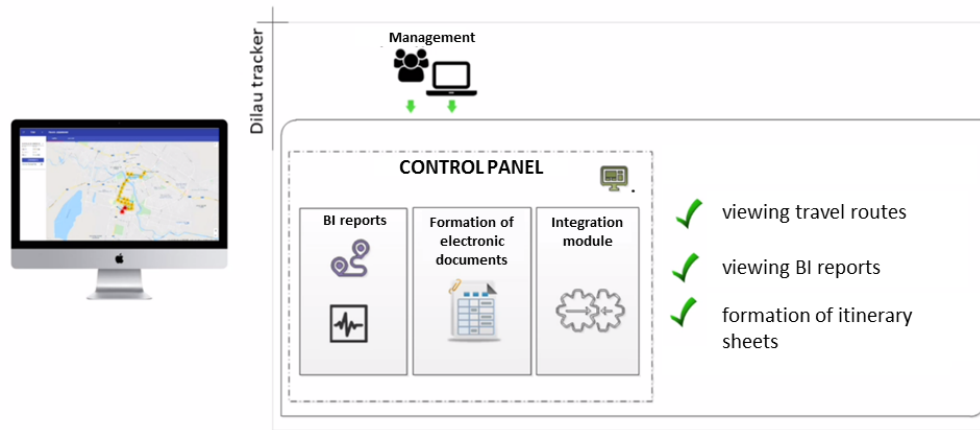 Dilau tracker
Management
CONTROL PANEL
BI reports
Formation of
electronic
documents
Integration
module
viewing travel routes
viewing BI reports
formation of itinerary
sheets